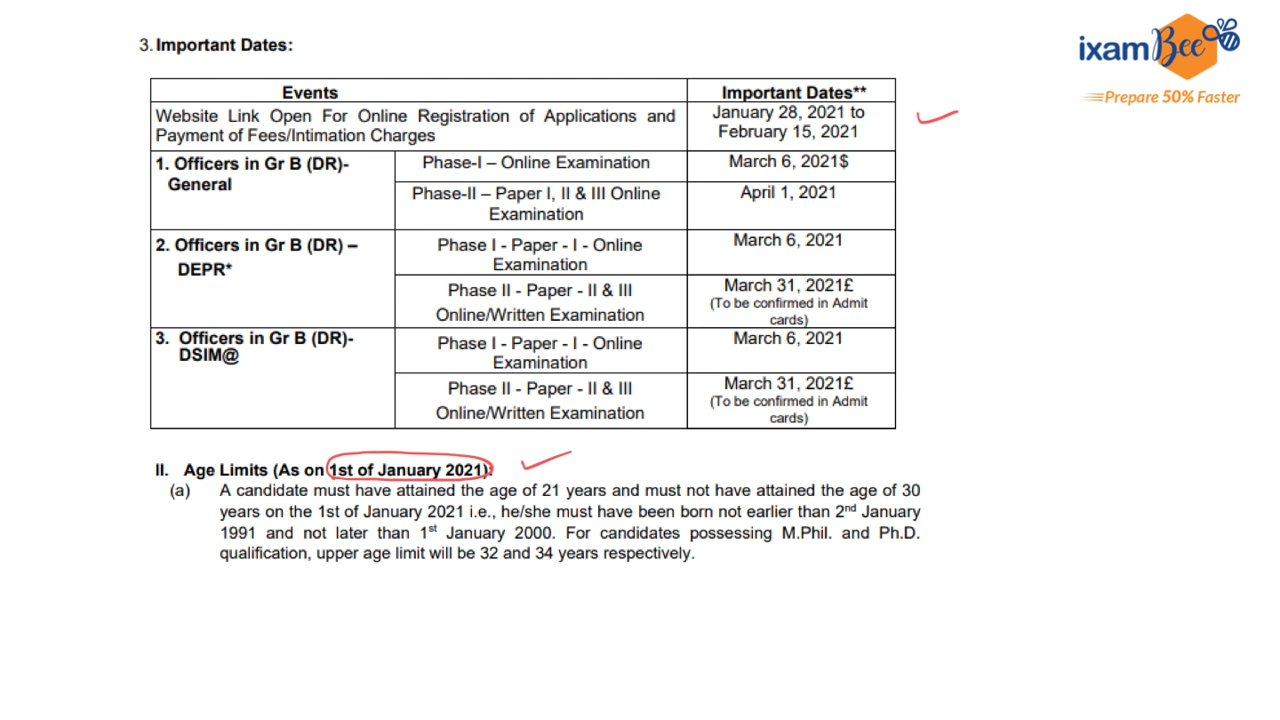 3. Important Dates:
ixamBee
Prepare 50% Faster
Events Important Dates**
Website Link Open For Online Registration of Applications and
Payment of Fees/Intimation Charges
January 28, 2021 to
February 15, 2021
1. Officers in Gr B (DR)-
General
Phase-I – Online Examination
March 6, 2021$
Phase-II – Paper I, II & III Online
Examination
April 1, 2021
2. Officers in Gr B (DR) –
DEPR*
Phase I - Paper - I - Online
Examination
March 6, 2021
Phase II - Paper - II & III
Online/Written Examination
March 31, 2021£
(To be confirmed in Admit
cards)
3. Officers in Gr B (DR)-
DSIM@
Phase I - Paper - I - Online
Examination
March 6, 2021
Phase II - Paper - II & III
Online/Written Examination
March 31, 2021£
(To be confirmed in Admit
cards)
II. Age Limits (As on 1st of January 2021):
(a) A candidate must have attained the age of 21 years and must not have attained the age of 30
years on the 1st of January 2021 i.e., he/she must have been born not earlier than 2nd January
1991 and not later than 1st January 2000. For candidates possessing M.Phil. and Ph.D.
qualification, upper age limit will be 32 and 34 years respectively.